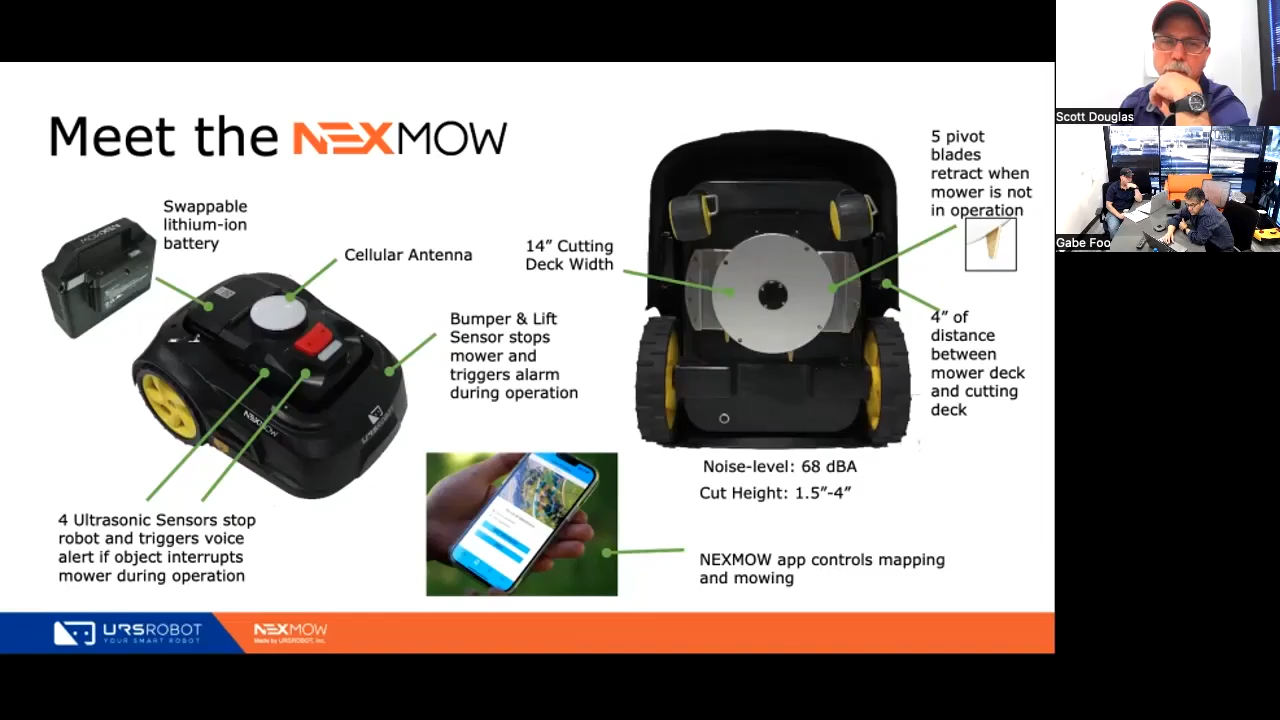 Meet the NEXMOW
Swappable
lithium-ion
battery
Cellular Antenna
Bumper & Lift
Sensor stops
mower and
triggers alarm
during operation
4 Ultrasonic Sensors stop
robot and triggers voice
alert if object interrupts
mower during operation
14” Cutting
Deck Width
5 pivot
blades
retract when
mower is not
in operation
4” of
distance
between
mower deck
and cutting
deck
Noise-level: 68 dBA
Cut Height: 1.5”-4”
NEXMOW app controls mapping
and mowing
NEXMOW
URSROBOT
URSROBOT
YOUR SMART ROBOT
NEXMOW
Made by URSROBOT, Inc.
Scott Douglas
Gabe Foo